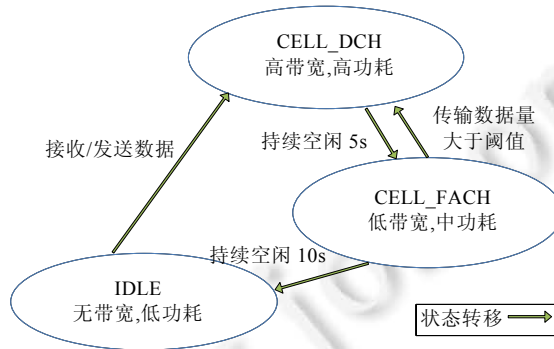 CELL_DCH
高带宽,高功耗
接收/发送数据
持续空闲 5s
传输数据量
大于阈值
CELL_FACH
低带宽,中功耗
持续空闲 10s
IDLE
无带宽,低功耗
状态转移